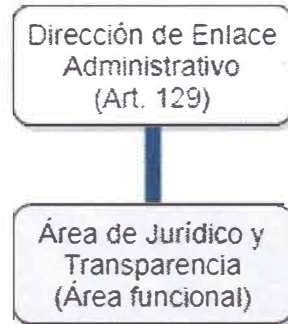 Dirección de Enlace
Administrativo
(Art. 129)
Área de Jurídico y
Transparencia
(Área funcional)